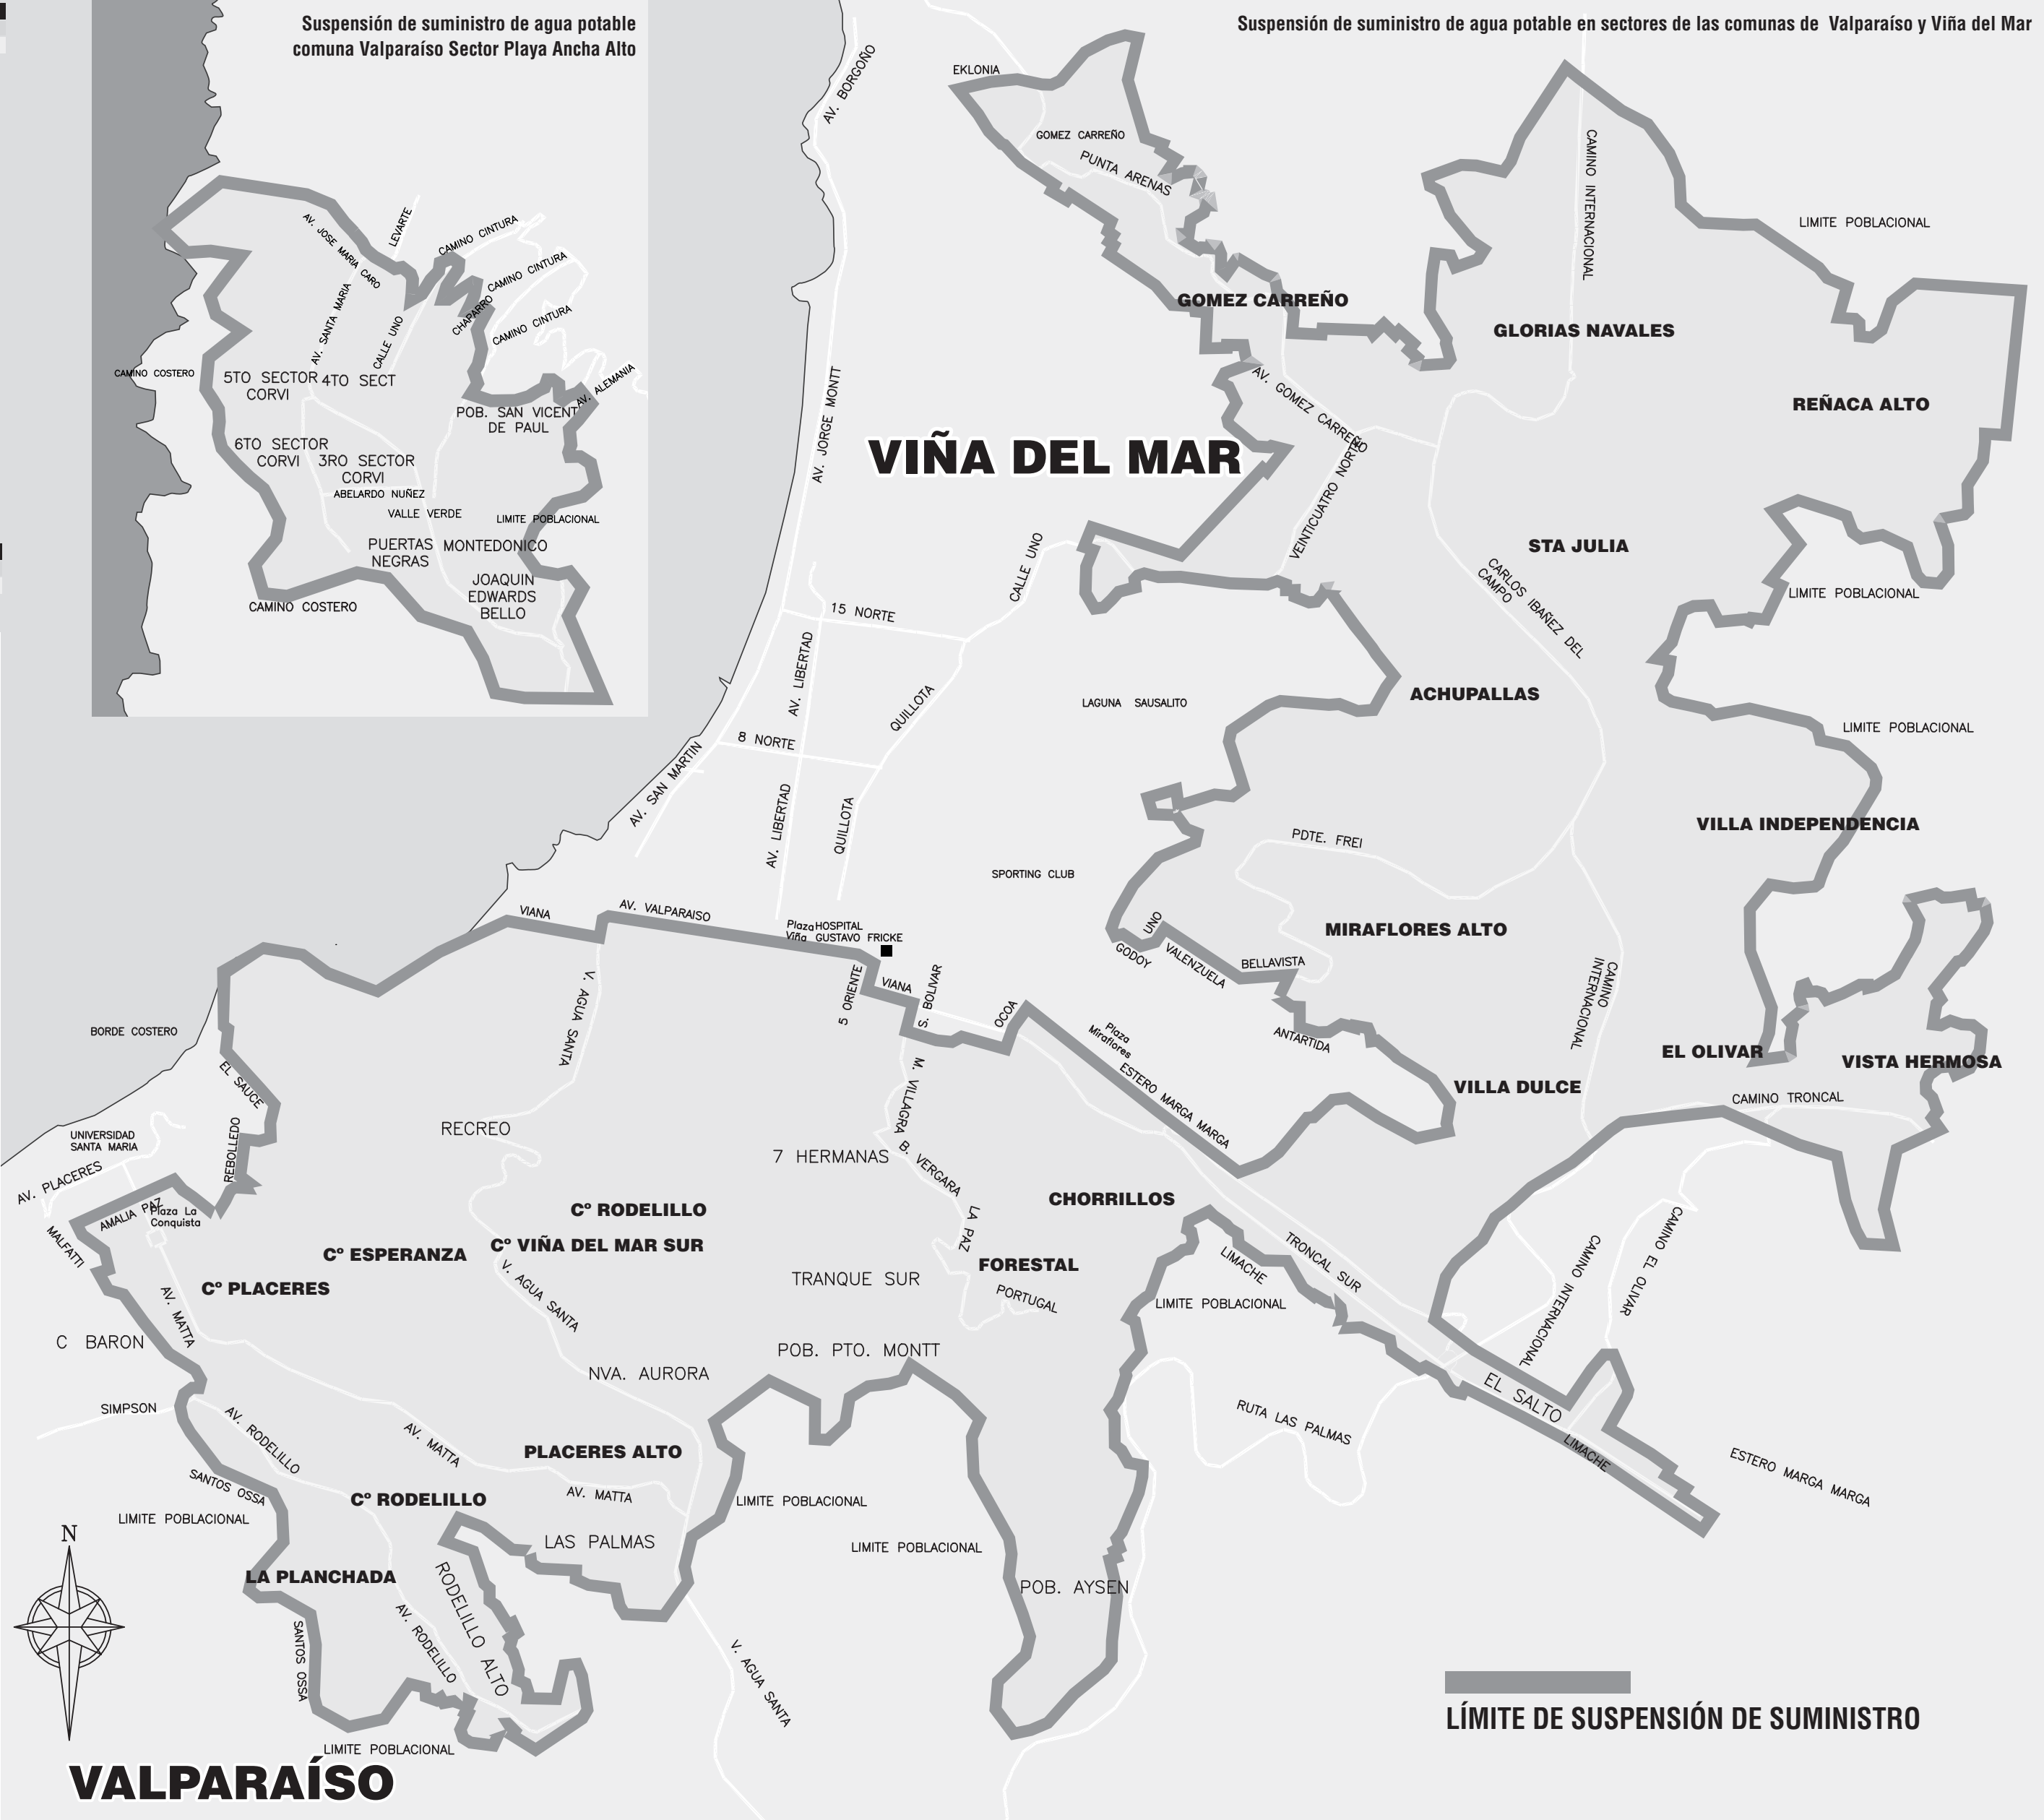 Suspensión de suministro de agua potable
comuna Valparaíso Sector Playa Ancha Alto
Suspensión de suministro de agua potable en sectores de las comunas de Valparaíso y Viña del Mar
AV. JOSE MARIA CARO
LEVARTE
CAMINO CINTURA
CAMINO CINTURA
CHAPARRO
CAMINO CINTURA
AV. SANTA MARIA
CALLE UNO
AV. ALEMANIA
CAMINO COSTERO
5TO SECTOR
CORVI
4TO SECT
POB. SAN VICENT
DE PAUL
6TO SECTOR
CORVI
3RO SECTOR
CORVI
ABELARDO NUÑEZ
VALLE VERDE
LIMITE POBLACIONAL
PUERTAS
NEGRAS
MONTEDONICO
JOAQUIN
EDWARDS
BELLO
CAMINO COSTERO
AV. BORGOÑO
EKLONIA
GOMEZ CARREÑO
PUNTA ARENAS
CAMINO INTERNACIONAL
LIMITE POBLACIONAL
GOMEZ CARREÑO
GLORIAS NAVALES
AV. GOMEZ CARREÑO
REÑACA ALTO
AV. JORGE MONTT
VIÑA DEL MAR
VEINTICUATRO NORTE
STA JULIA
CALLE UNO
CARLOS IBAÑEZ DEL
CAMPO
LIMITE POBLACIONAL
15 NORTE
AV. LIBERTAD
QUILLOTA
LAGUNA SAUSALITO
ACHUPALLAS
LIMITE POBLACIONAL
8 NORTE
AV. SAN MARTIN
AV. LIBERTAD
QUILLOTA
VILLA INDEPENDENCIA
PDTE. FREI
SPORTING CLUB
VIANA
AV. VALPARAISO
Plaza
Viña
HOSPITAL
GUSTAVO FRICKE
UNO
GODOY
VALENZUELA
BELLAVISTA
MIRAFLORES ALTO
CAMINO
INTERNACIONAL
V. AGUA SANTA
5 ORIENTE
VIANA
S. BOLIVAR
OCOA
Plaza
Miraflores
ANTARTIDA
BORDE COSTERO
EL SAUCE
ESTERO MARGA MARGA
EL OLIVAR
VISTA HERMOSA
VILLA DULCE
CAMINO TRONCAL
M. VILLAGRA
UNIVERSIDAD
SANTA MARIA
REBOLLEDO
RECREO
7 HERMANAS
B. VERGARA
AV. PLACERES
AMALIA PAZ
Plaza La
Conquista
MALFATTI
Cº RODELILLO
Cº VIÑA DEL MAR SUR
Cº ESPERANZA
Cº PLACERES
LA PAZ
CHORRILLOS
FORESTAL
PORTUGAL
TRANQUE SUR
V. AGUA SANTA
LIMACHE
TRONCAL SUR
LIMITE POBLACIONAL
CAMINO INTERNACIONAL
CAMINO EL OLIVAR
C BARON
AV. MATTA
POB. PTO. MONTT
NVA. AURORA
SIMPSON
AV. RODELILLO
AV. MATTA
PLACERES ALTO
RUTA LAS PALMAS
EL SALTO
LIMACHE
ESTERO MARGA MARGA
SANTOS OSSA
Cº RODELILLO
AV. MATTA
LIMITE POBLACIONAL
LIMITE POBLACIONAL
LAS PALMAS
LIMITE POBLACIONAL
N
LA PLANCHADA
RODELILLO ALTO
AV. RODELILLO
POB. AYSEN
SANTOS OSSA
V. AGUA SANTA
LIMITE POBLACIONAL
VALPARAÍSO
LÍMITE DE SUSPENSIÓN DE SUMINISTRO